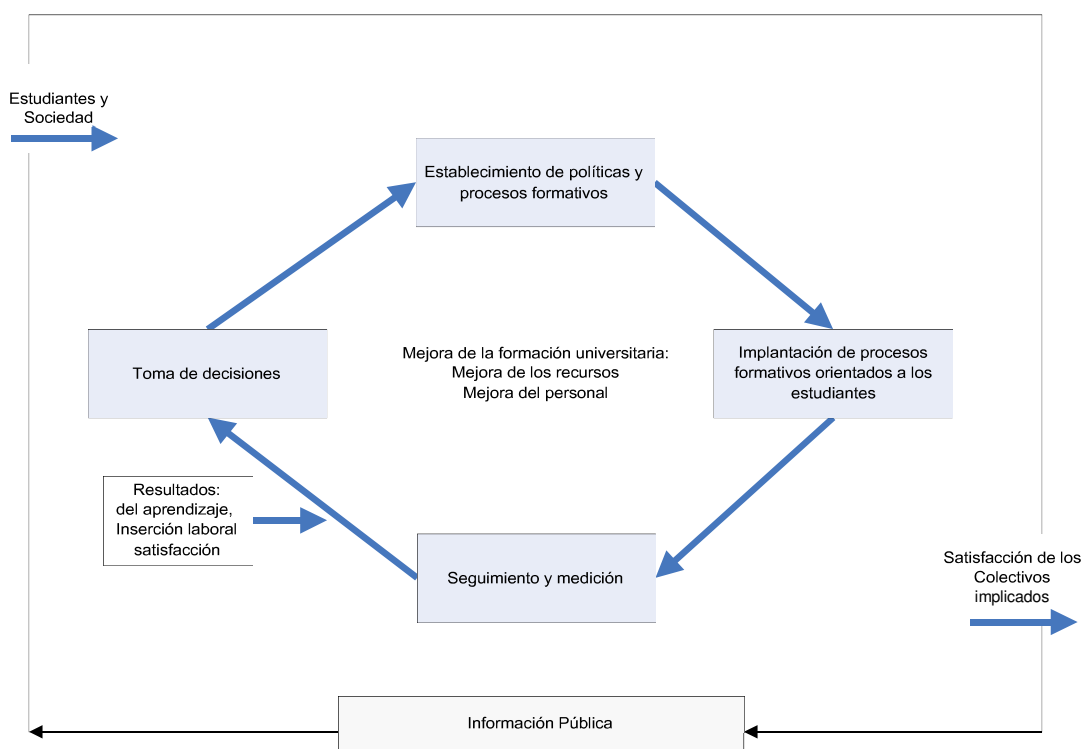 Estudiantes y
Sociedad
Establecimiento de políticas y
procesos formativos
Toma de decisiones
Mejora de la formación universitaria:
Mejora de los recursos
Mejora del personal
Implantación de procesos
formativos orientados a los
estudiantes
Resultados:
del aprendizaje,
Inserción laboral
satisfacción
Seguimiento y medición
Satisfacción de los
Colectivos
implicados
Información Pública